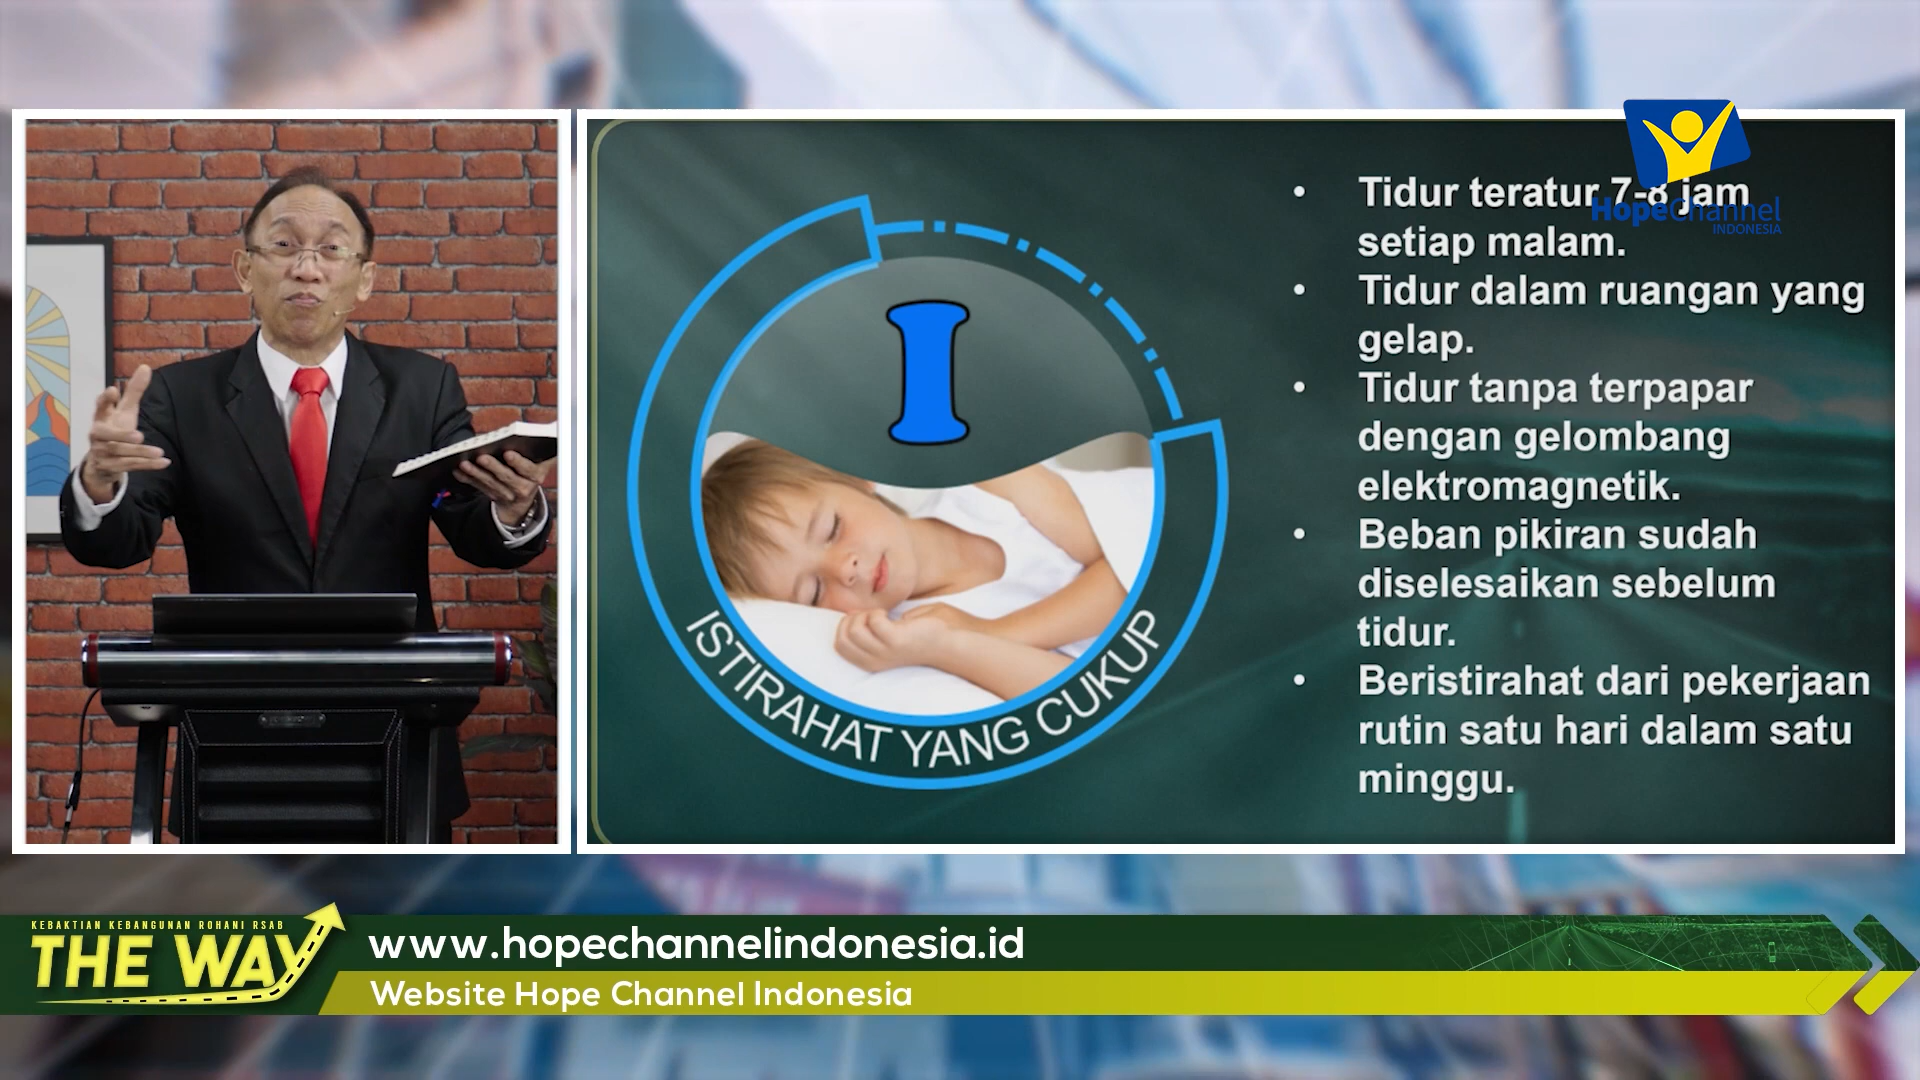 Hope Channel
INDONESIA
I
ISTIRAHAT YANG CUKUP
• Tidur teratur 7-8 jam
setiap malam.
• Tidur dalam ruangan yang
gelap.
• Tidur tanpa terpapar
dengan gelombang
elektromagnetik.
• Beban pikiran sudah
diselesaikan sebelum
tidur.
• Beristirahat dari pekerjaan
rutin satu hari dalam satu
minggu.
KEBAKTIAN KEBANGUNAN ROHANI RSAB
THE WAY
www.hopechannelindonesia.id
Website Hope Channel Indonesia